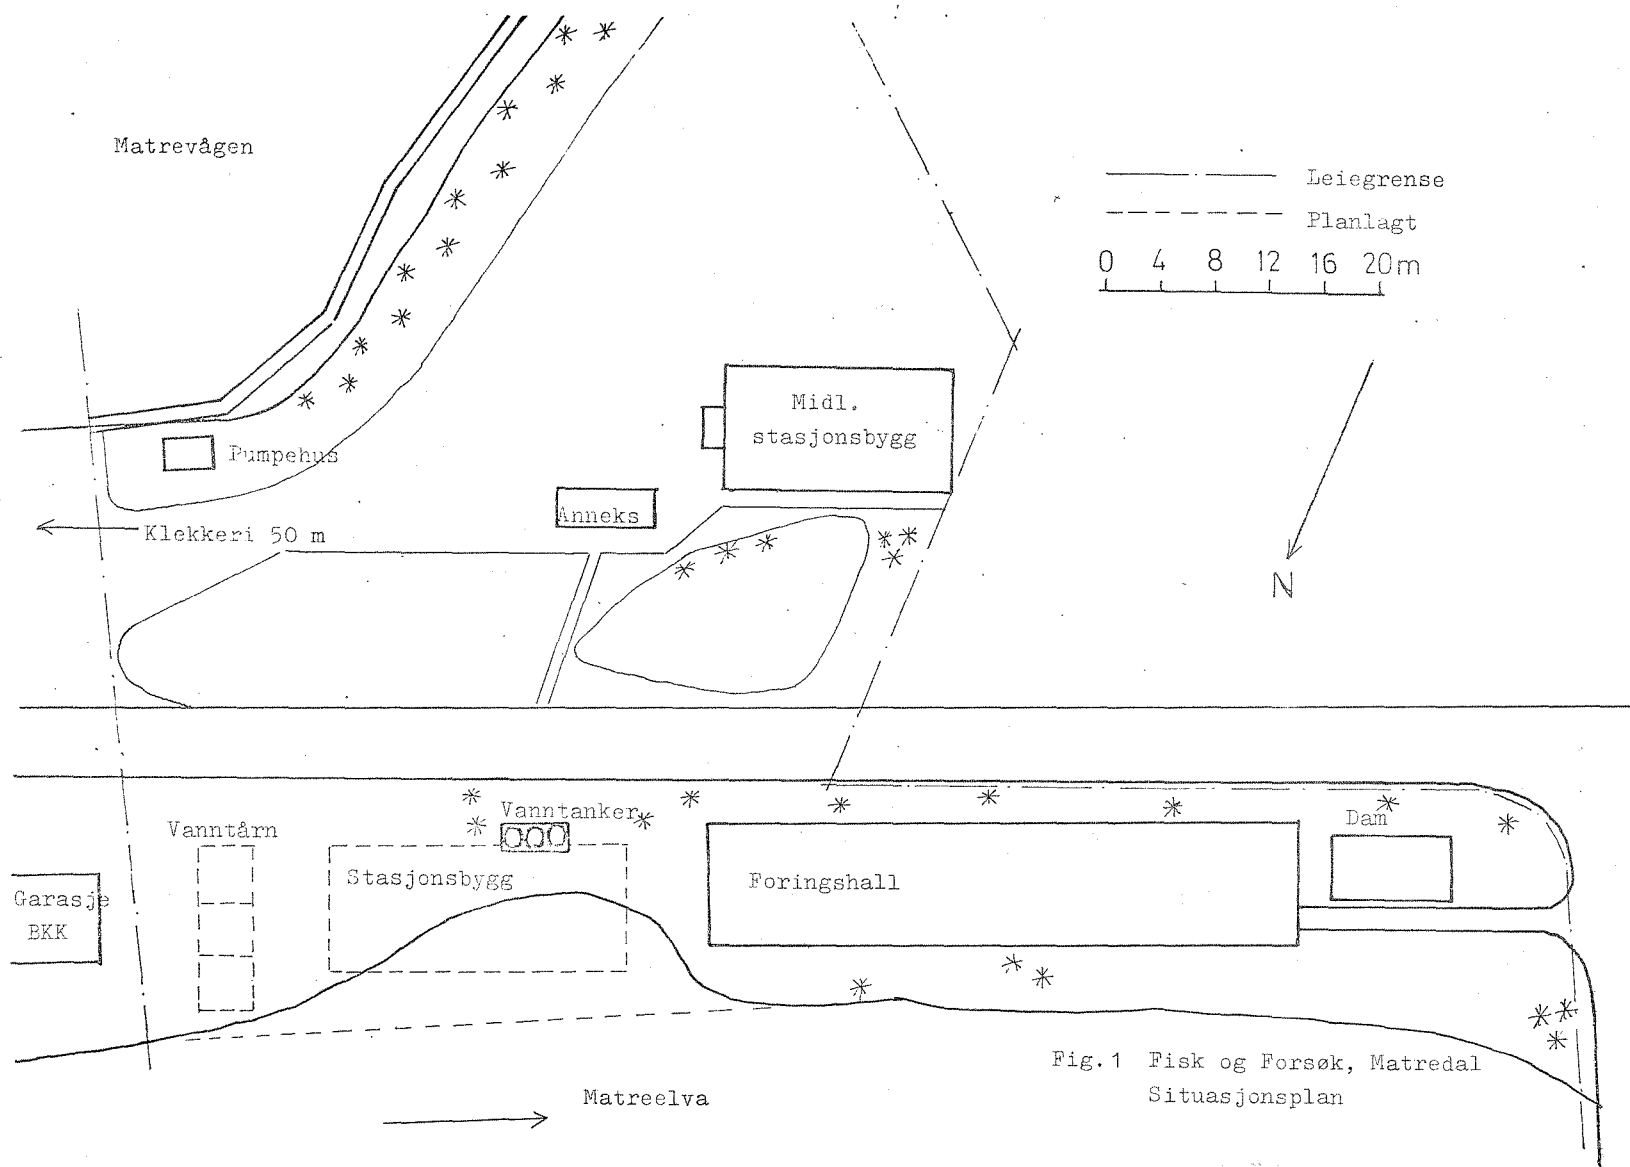 Matrevågen
Leiegrense
Planlagt
0 4 8 12 16 20m
Midl.
stasjonsbygg
Pumpehus
Anneks
Klekkeri 50 m
N
Vanntanker
Vanntårn
Dam
Stasjonsbygg
Foringshall
Garasje
BKK
Fig.1 Fisk og Forsøk, Matredal
Situasjonsplan
Matreelva